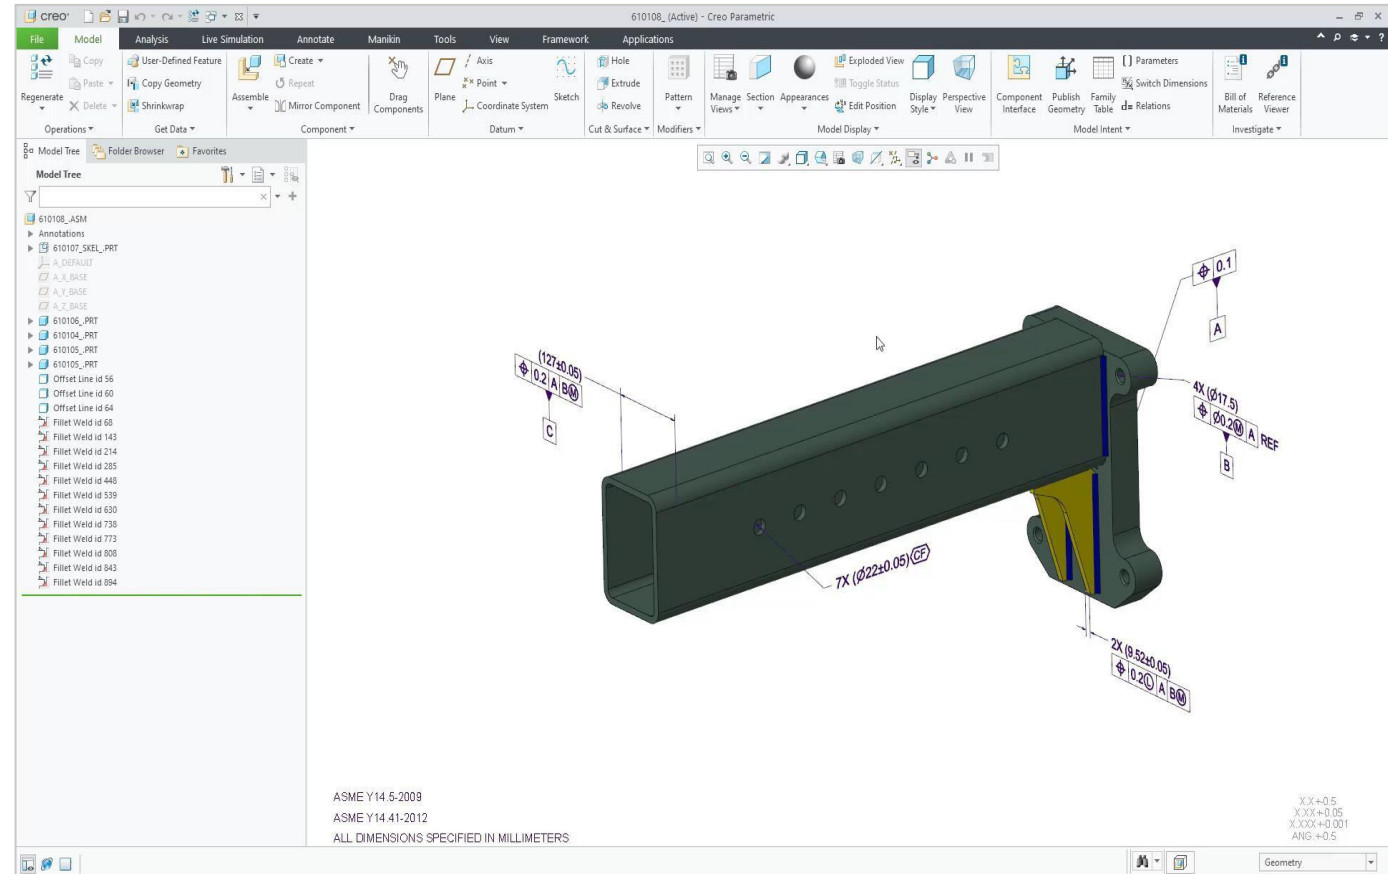 creo
610108_ (Active) - Creo Parametric
File Model Analysis Live Simulation Annotate Manikin Tools View Framework Applications
Regenerate
Copy
Paste
Delete
Operations
User-Defined Feature
Copy Geometry
Shrinkwrap
Get Data
Assemble
Create
Repeat
Mirror Component
Drag
Components
Component
Plane
Axis
Point
Coordinate System
Sketch
Datum
Hole
Extrude
Revolve
Cut & Surface
Pattern
Modifiers
Manage
Views
Section
Appearances
Exploded View
Toggle Status
Edit Position
Display
Style
Perspective
View
Model Display
Component
Interface
Publish
Geometry
Family
Table
[ ] Parameters
Switch Dimensions
d= Relations
Model Intent
Bill of
Materials
Reference
Viewer
Investigate
Model Tree Folder Browser Favorites
Model Tree
610108_.ASM
Annotations
610107_SKEL_.PRT
A_DEFAULT
A_X_BASE
A_Y_BASE
A_Z_BASE
610106_.PRT
610104_.PRT
610105_.PRT
610105_.PRT
Offset Line id 56
Offset Line id 60
Offset Line id 64
Fillet Weld id 68
Fillet Weld id 143
Fillet Weld id 214
Fillet Weld id 285
Fillet Weld id 448
Fillet Weld id 539
Fillet Weld id 630
Fillet Weld id 738
Fillet Weld id 773
Fillet Weld id 808
Fillet Weld id 843
Fillet Weld id 894
⌖ 0.1
A
(127±0.05)
⌖ 0.2 A BⓂ
C
4X (Ø17.5)
⌖ Ø0.2Ⓜ A REF
B
7X (Ø22±0.05) CF
2X (9.52±0.05)
⌖ 0.2Ⓛ A BⓂ
ASME Y14.5-2009
ASME Y14.41-2012
ALL DIMENSIONS SPECIFIED IN MILLIMETERS
X.X+-0.5
X.XX+-0.05
X.XXX+-0.001
ANG.+-0.5
Geometry